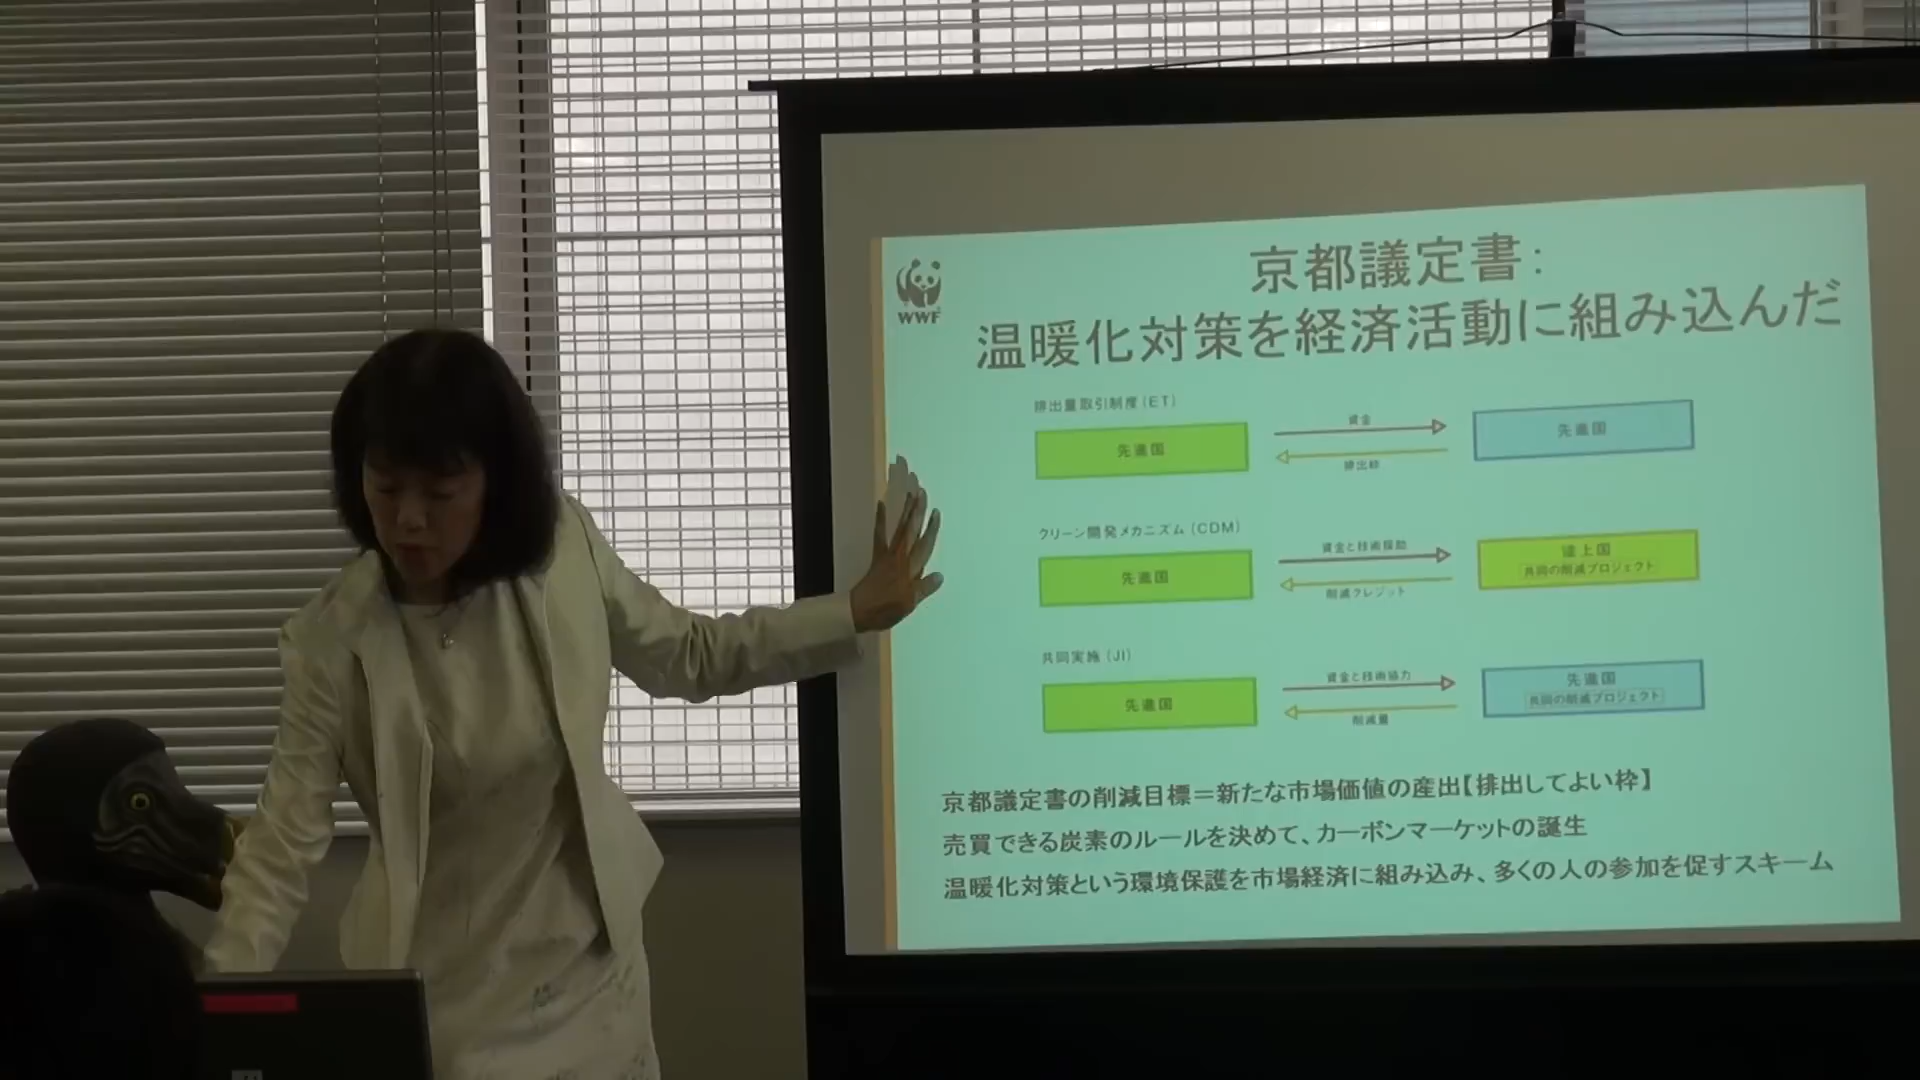 WWF
京都議定書:
温暖化対策を経済活動に組み込んだ
排出量取引制度(ET)
先進国
資金
排出枠
先進国
クリーン開発メカニズム(CDM)
先進国
資金と技術援助
削減クレジット
途上国
共同の削減プロジェクト
共同実施(JI)
先進国
資金と技術協力
削減量
先進国
共同の削減プロジェクト
京都議定書の削減目標=新たな市場価値の産出【排出してよい枠】
売買できる炭素のルールを決めて、カーボンマーケットの誕生
温暖化対策という環境保護を市場経済に組み込み、多くの人の参加を促すスキーム